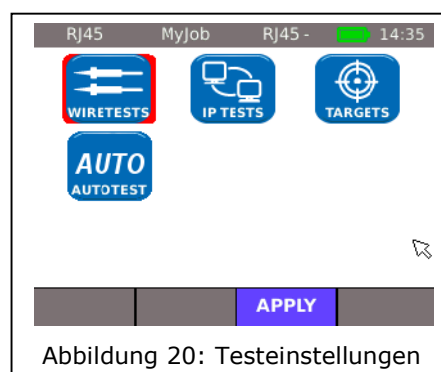 RJ45 MyJob RJ45 - 14:35
WIRETESTS IP TESTS TARGETS
AUTO
AUTOTEST
APPLY
Abbildung 20: Testeinstellungen